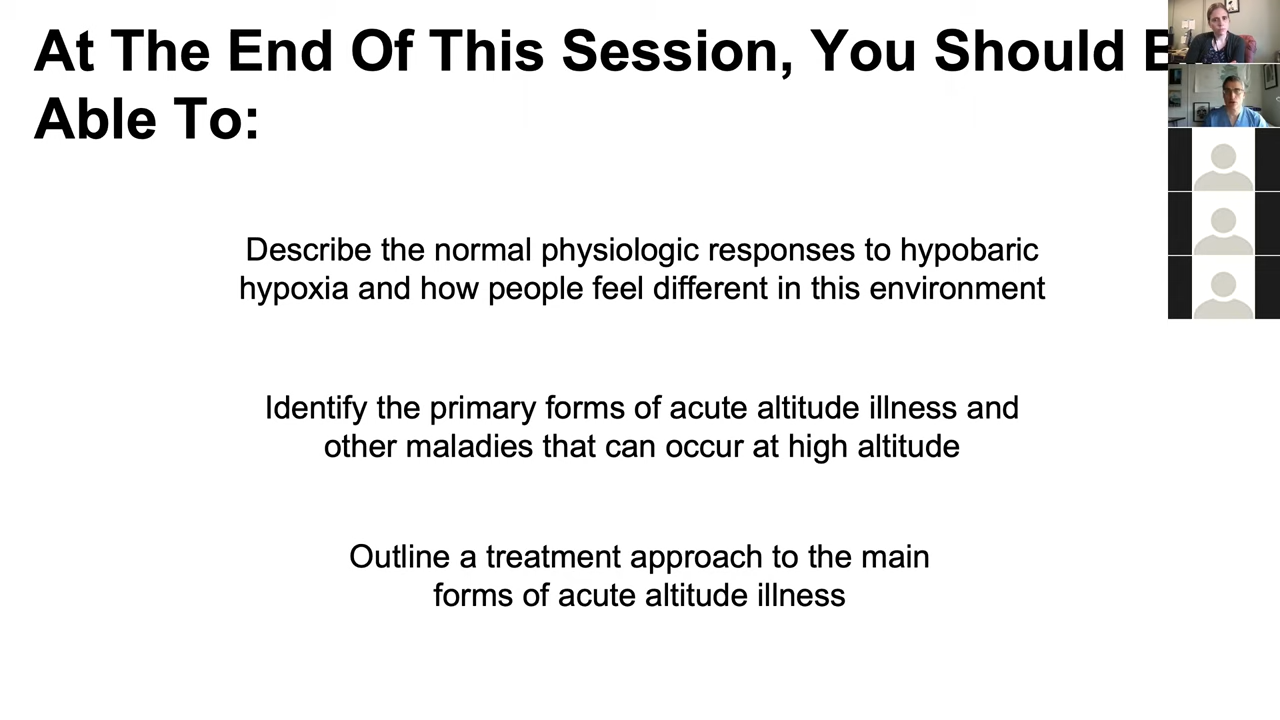 At The End Of This Session, You Should B
Able To:
Describe the normal physiologic responses to hypobaric
hypoxia and how people feel different in this environment
Identify the primary forms of acute altitude illness and
other maladies that can occur at high altitude
Outline a treatment approach to the main
forms of acute altitude illness